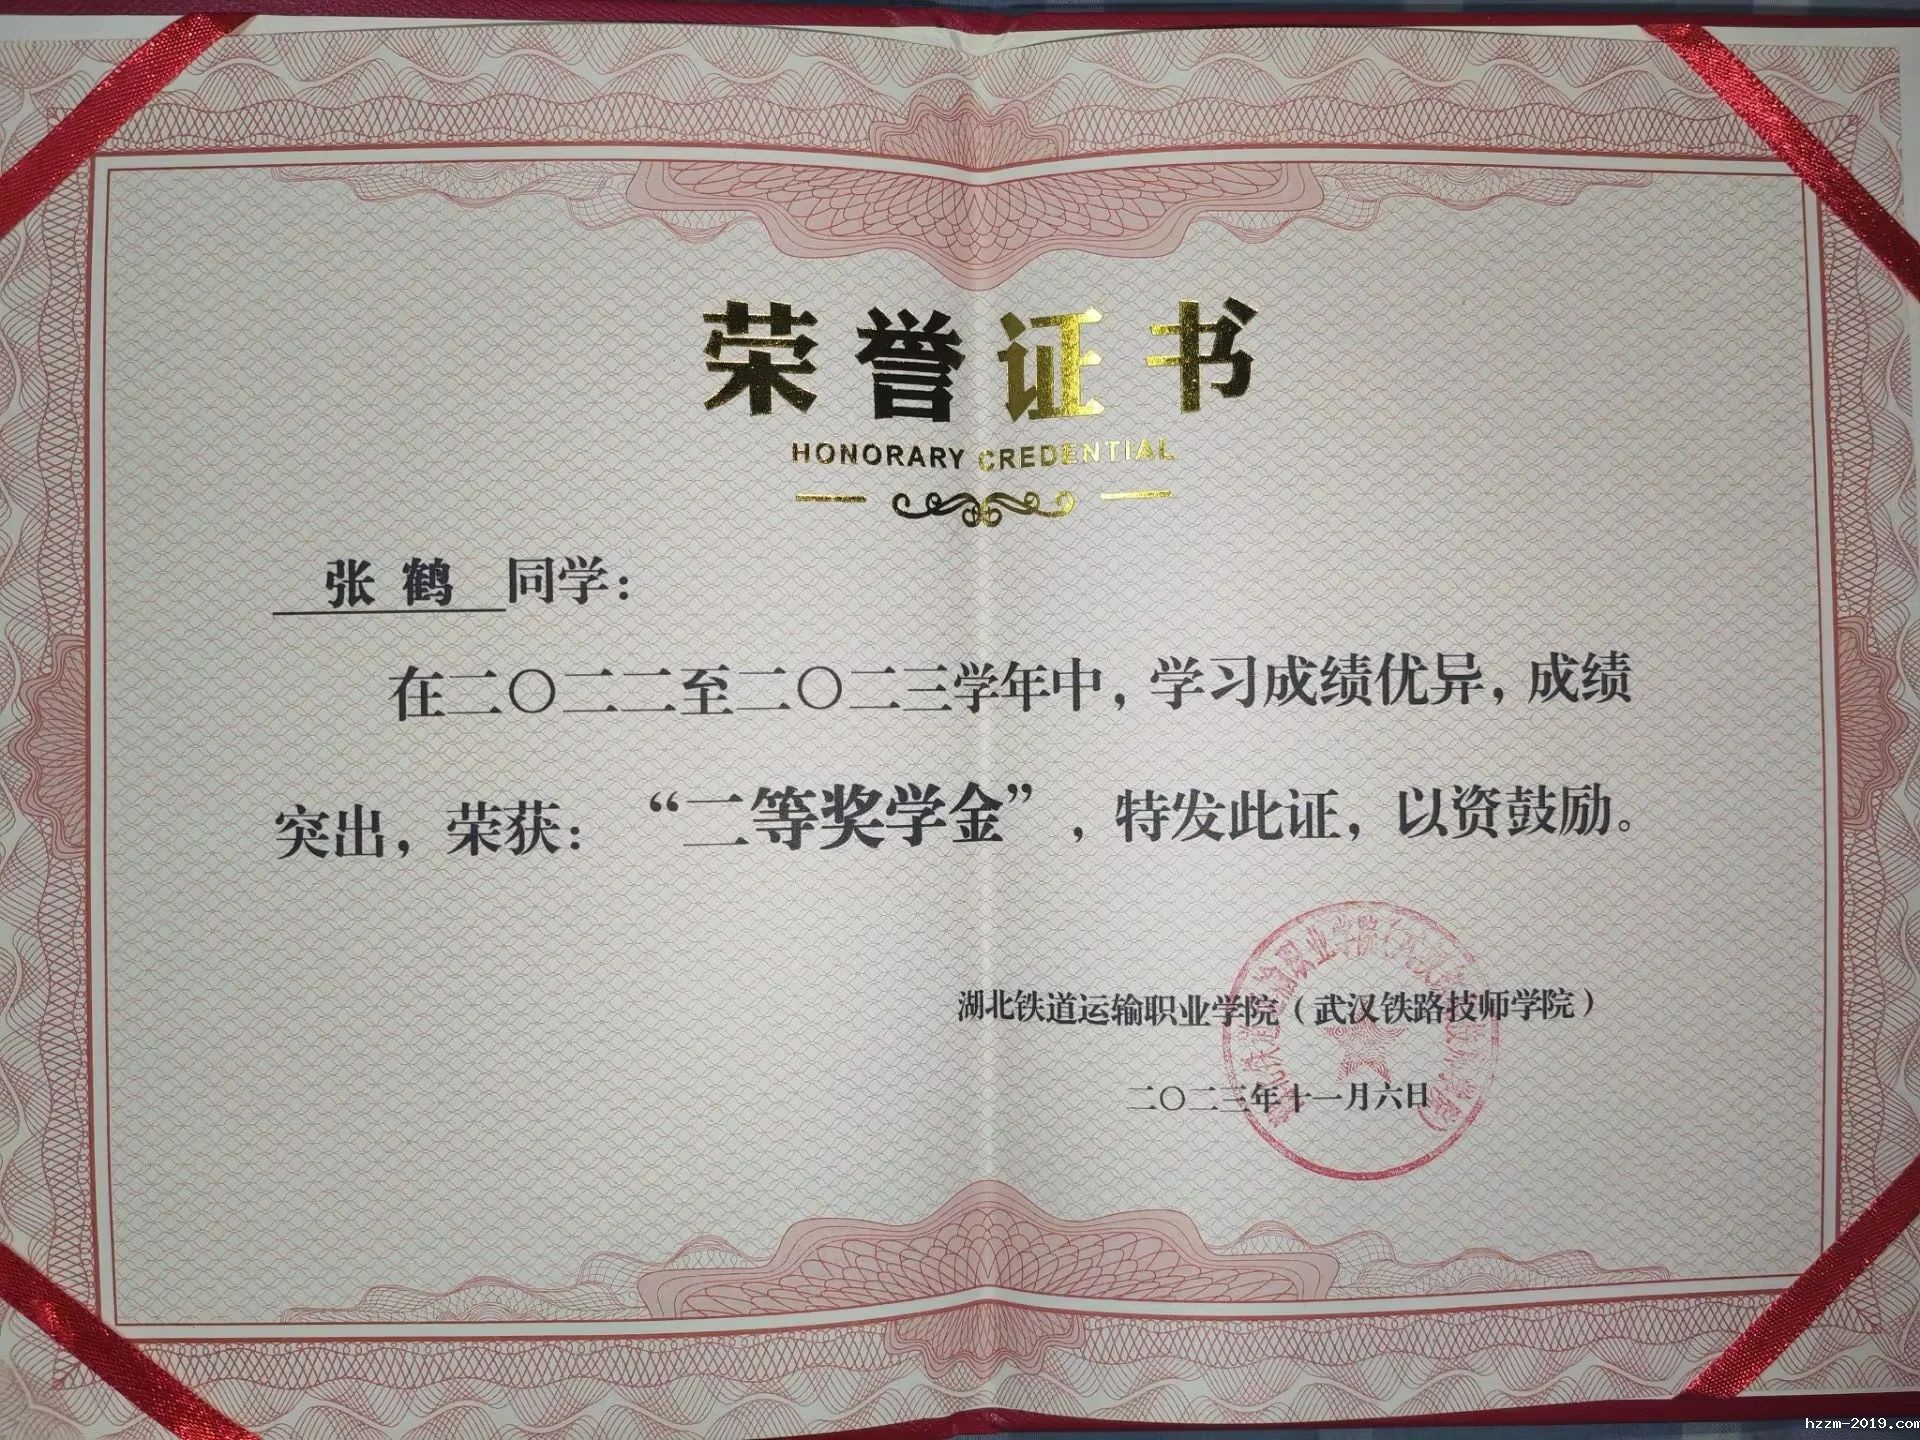 荣誉证书
HONORARY CREDENTIAL
张鹤 同学：
在二〇二二至二〇二三学年中，学习成绩优异，成绩
突出，荣获：“二等奖学金”，特发此证，以资鼓励。
湖北铁道运输职业学院（武汉铁路技师学院）
二〇二三年十一月六日
hzzm-2019.com